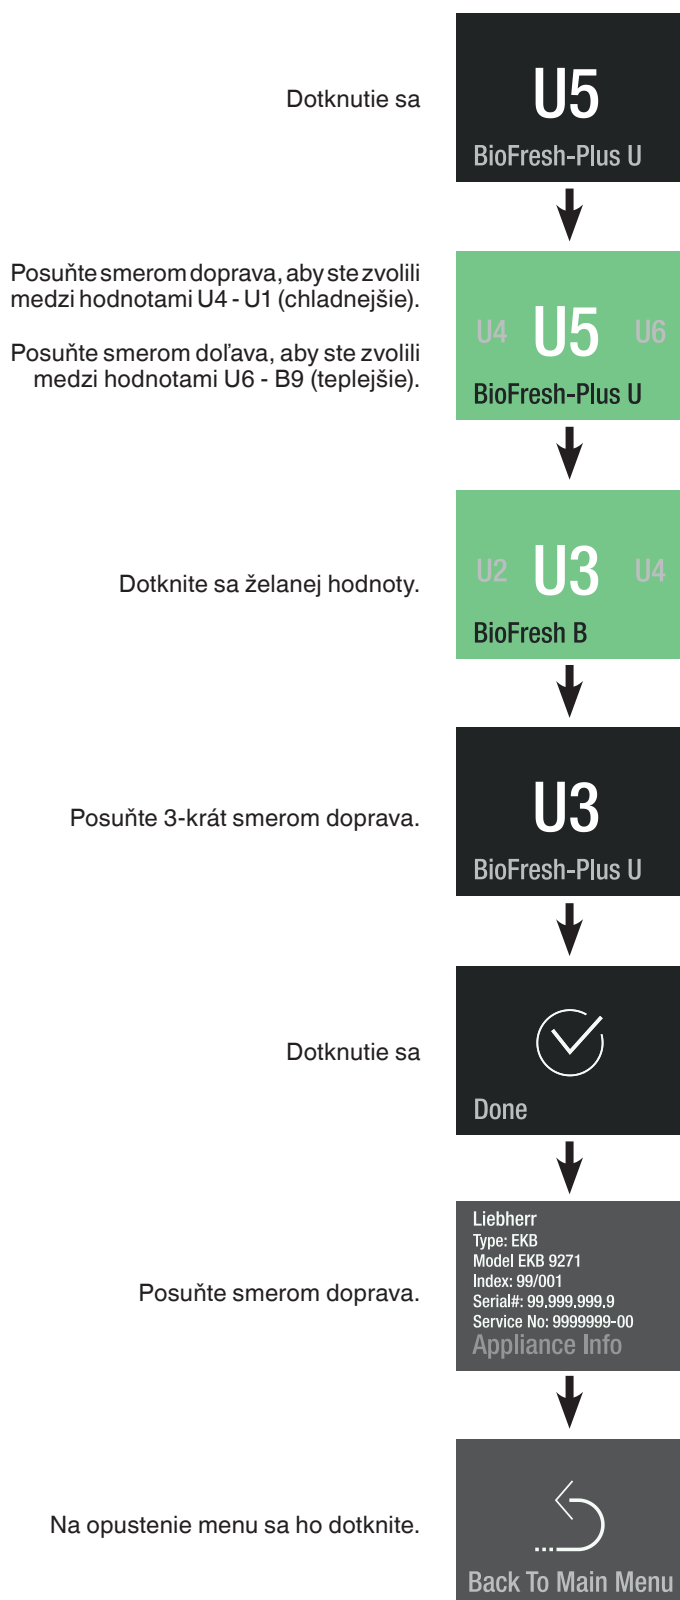 Dotknutie sa
U5
BioFresh-Plus U
Posuňte smerom doprava, aby ste zvolili
medzi hodnotami U4 - U1 (chladnejšie).
Posuňte smerom doľava, aby ste zvolili
medzi hodnotami U6 - B9 (teplejšie).
U4 U5 U6
BioFresh-Plus U
Dotknite sa želanej hodnoty.
U2 U3 U4
BioFresh B
Posuňte 3-krát smerom doprava.
U3
BioFresh-Plus U
Dotknutie sa
Done
Posuňte smerom doprava.
Liebherr
Type: EKB
Model EKB 9271
Index: 99/001
Serial#: 99,999,999,9
Service No: 9999999-00
Appliance Info
Na opustenie menu sa ho dotknite.
Back To Main Menu